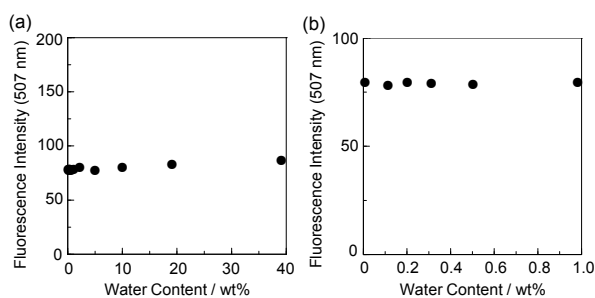 (a)
Fluorescence Intensity (507 nm)
200
150
100
50
0
0 10 20 30 40
Water Content / wt%
(b)
Fluorescence Intensity (507 nm)
100
75
50
25
0
0 0.2 0.4 0.6 0.8 1.0
Water Content / wt%